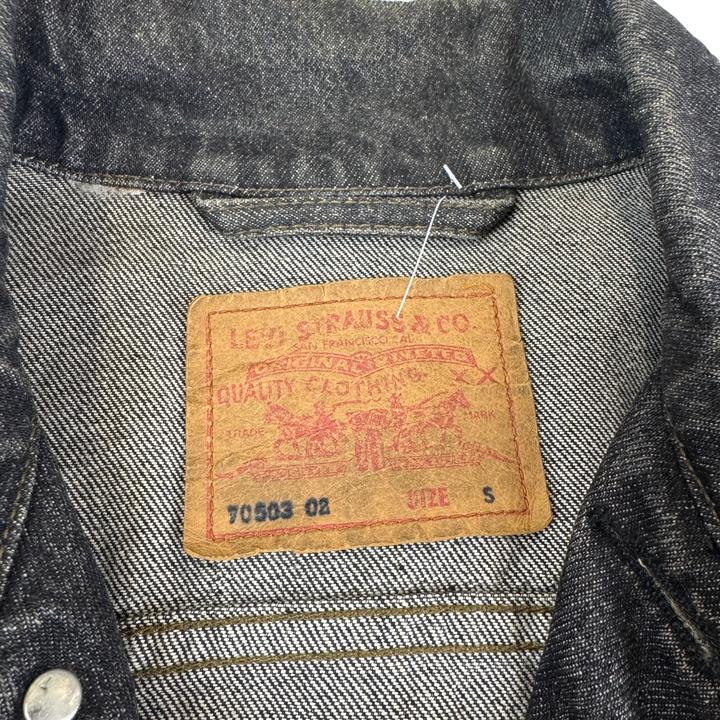 LEVI STRAUSS & CO.
SAN FRANCISCO CAL
ORIGINAL RIVETED
QUALITY CLOTHING XX
TRADE MARK
70503 02 SIZE S